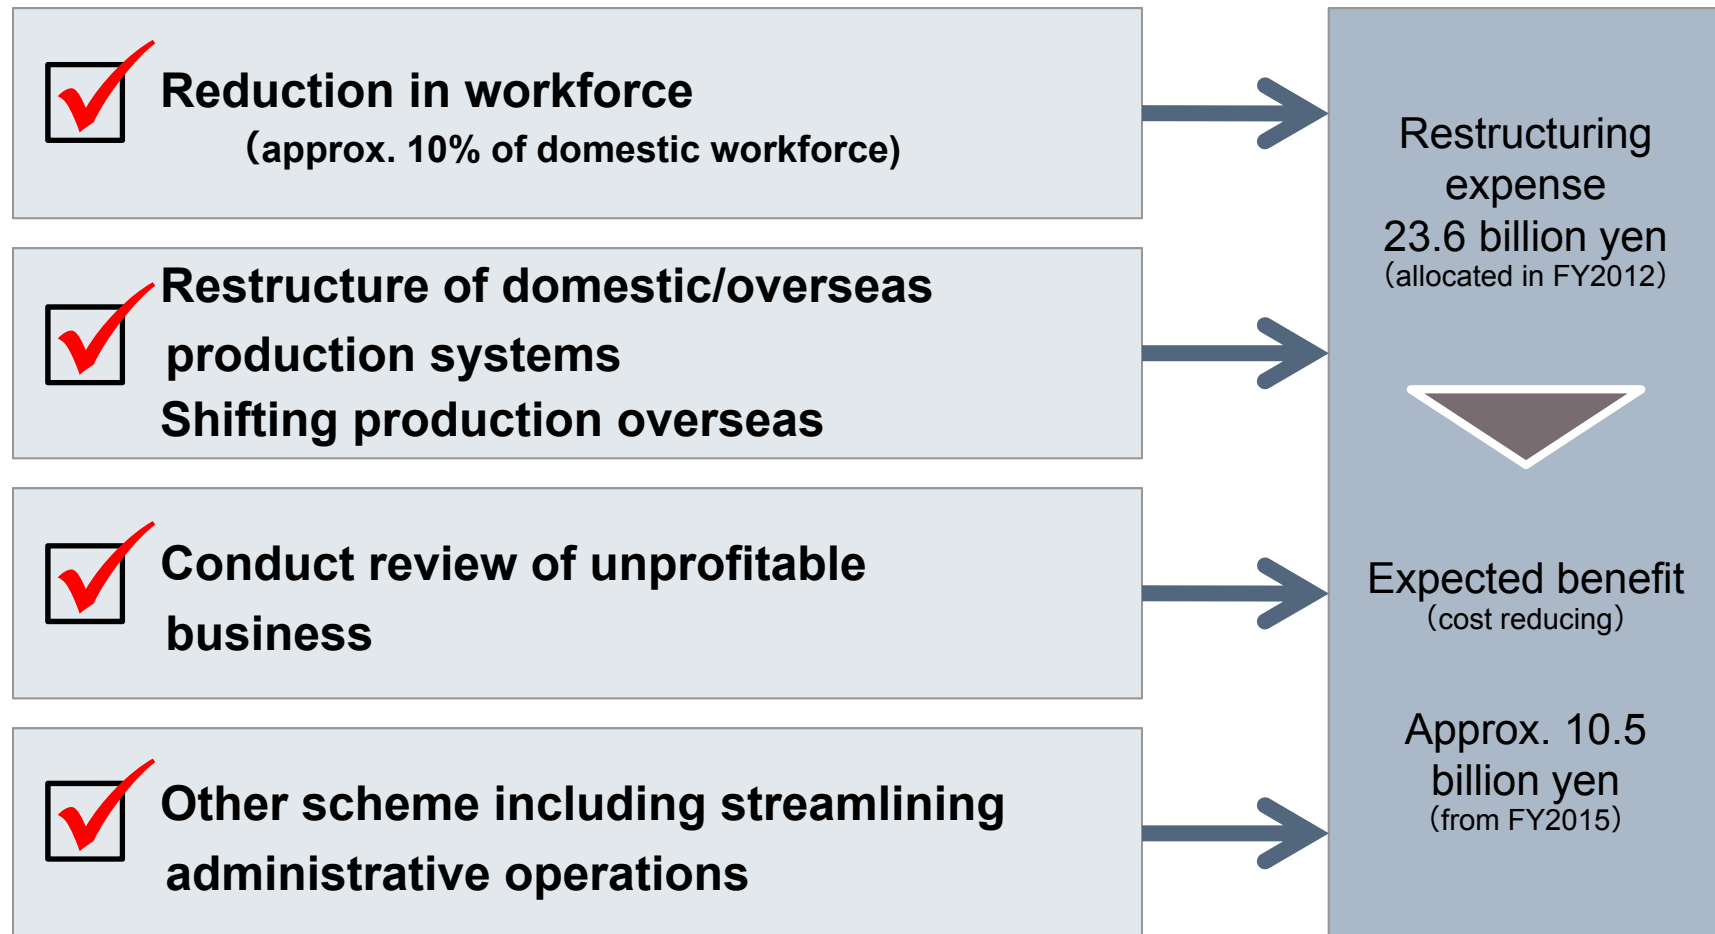 Reduction in workforce
（approx. 10% of domestic workforce)
Restructure of domestic/overseas
production systems
Shifting production overseas
Conduct review of unprofitable
business
Other scheme including streamlining
administrative operations
Restructuring
expense
23.6 billion yen
（allocated in FY2012）
Expected benefit
（cost reducing）
Approx. 10.5
billion yen
（from FY2015）